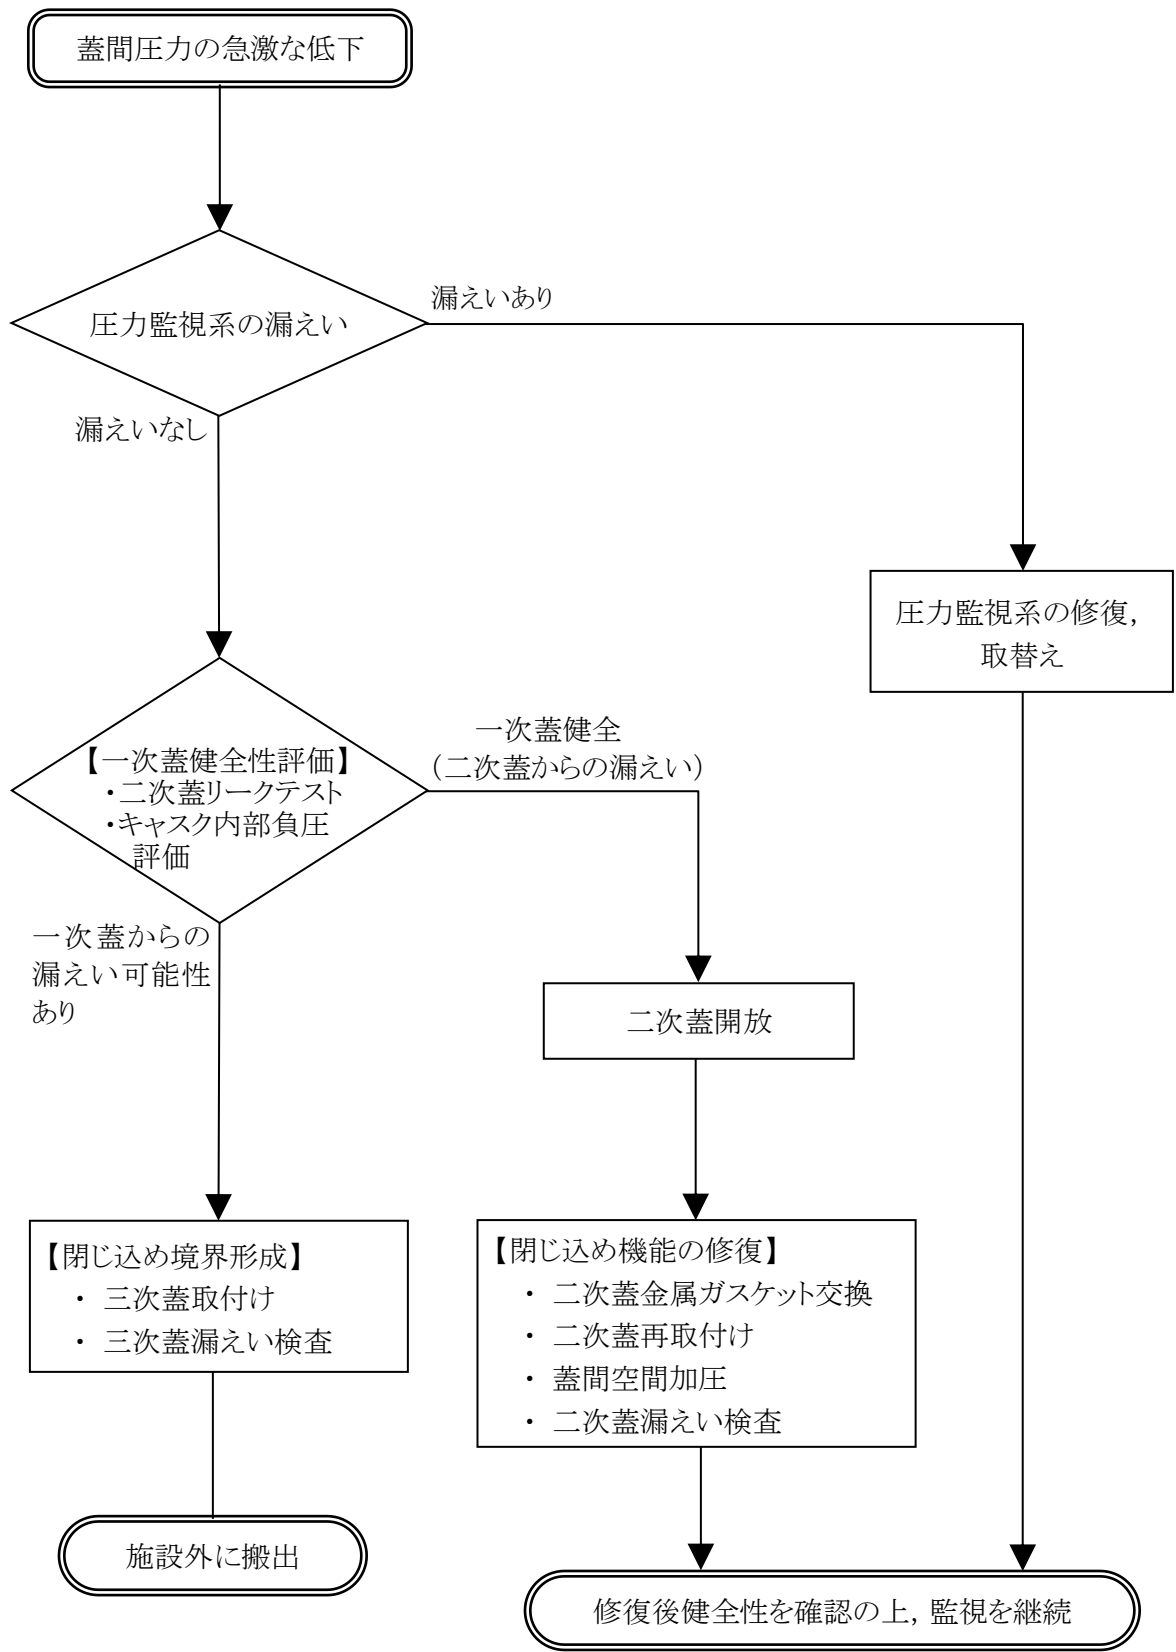 蓋間圧力の急激な低下
圧力監視系の漏えい
漏えいあり
漏えいなし
圧力監視系の修復,
取替え
【一次蓋健全性評価】
・二次蓋リークテスト
・キャスク内部負圧
評価
一次蓋健全
（二次蓋からの漏えい）
一次蓋からの
漏えい可能性
あり
二次蓋開放
【閉じ込め境界形成】
・ 三次蓋取付け
・ 三次蓋漏えい検査
【閉じ込め機能の修復】
・ 二次蓋金属ガスケット交換
・ 二次蓋再取付け
・ 蓋間空間加圧
・ 二次蓋漏えい検査
施設外に搬出
修復後健全性を確認の上, 監視を継続